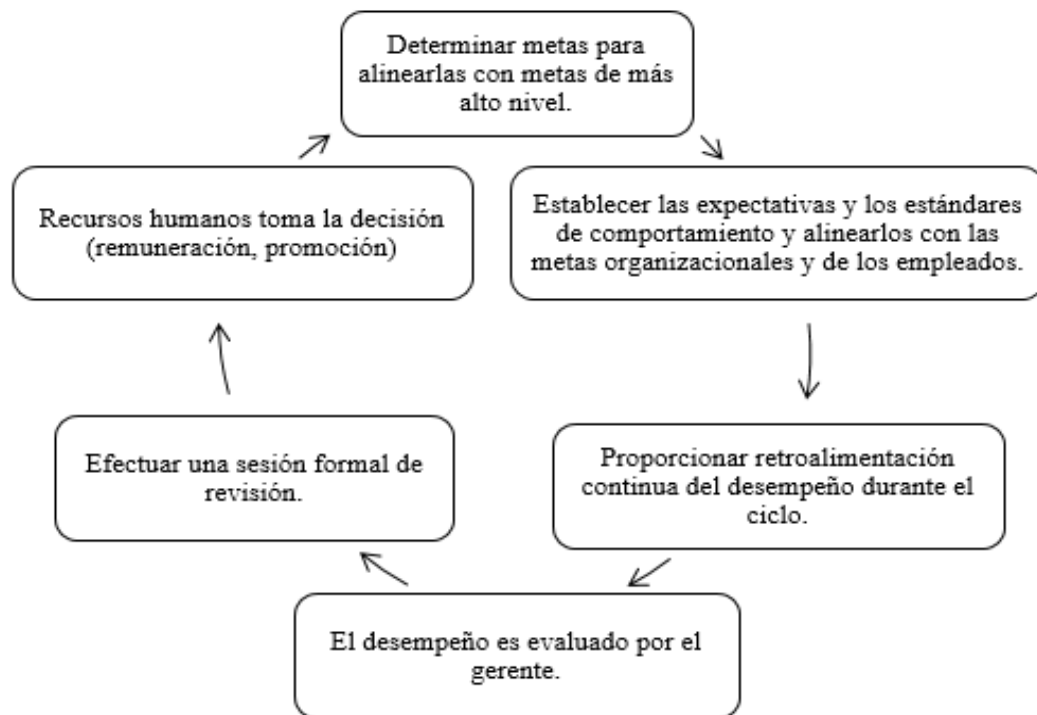 Determinar metas para
alinearlas con metas de más
alto nivel.
Establecer las expectativas y los estándares
de comportamiento y alinearlos con las
metas organizacionales y de los empleados.
Proporcionar retroalimentación
continua del desempeño durante el
ciclo.
El desempeño es evaluado por el
gerente.
Efectuar una sesión formal de
revisión.
Recursos humanos toma la decisión
(remuneración, promoción)